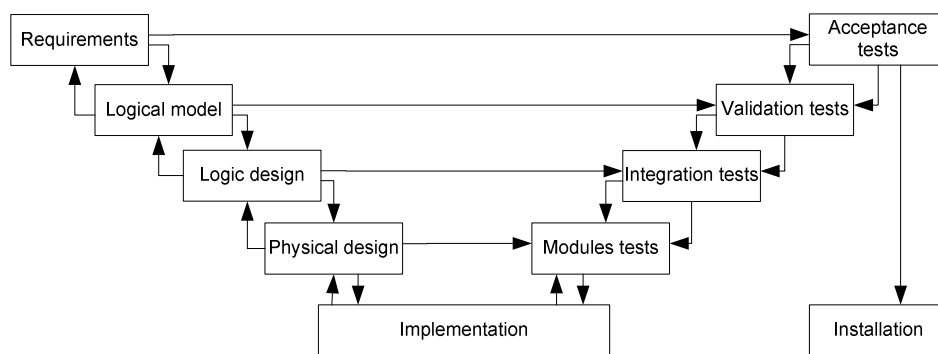 Requirements
Acceptance
tests
Logical model
Validation tests
Logic design
Integration tests
Physical design
Modules tests
Implementation
Installation